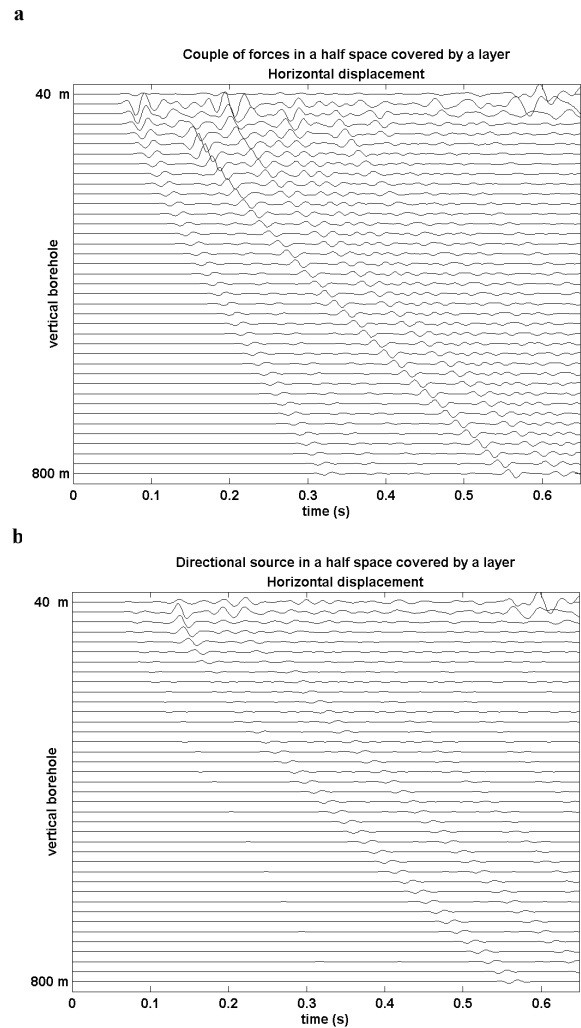 a
Couple of forces in a half space covered by a layer
Horizontal displacement
40 m
vertical borehole
800 m
0 0.1 0.2 0.3 0.4 0.5 0.6
time (s)
b
Directional source in a half space covered by a layer
Horizontal displacement
40 m
vertical borehole
800 m
0 0.1 0.2 0.3 0.4 0.5 0.6
time (s)